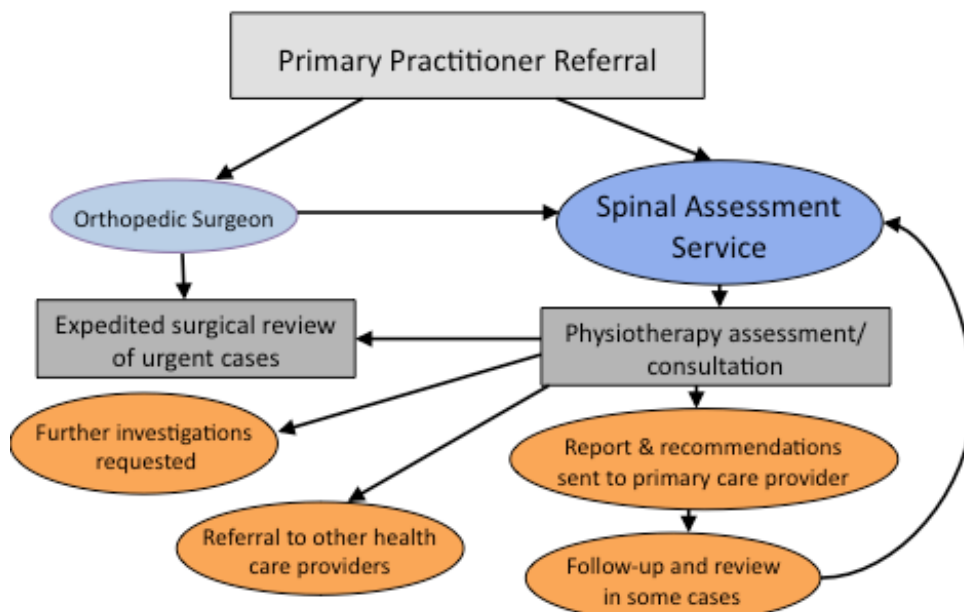 Primary Practitioner Referral
Orthopedic Surgeon
Spinal Assessment
Service
Expedited surgical review
of urgent cases
Physiotherapy assessment/
consultation
Further investigations
requested
Report & recommendations
sent to primary care provider
Referral to other health
care providers
Follow-up and review
in some cases